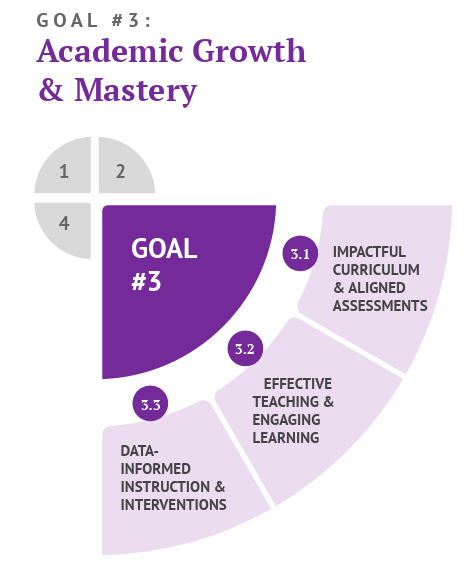 GOAL #3:
Academic Growth
& Mastery
1
2
4
GOAL
#3
3.1
IMPACTFUL
CURRICULUM
& ALIGNED
ASSESSMENTS
3.2
EFFECTIVE
TEACHING &
ENGAGING
LEARNING
3.3
DATA-
INFORMED
INSTRUCTION &
INTERVENTIONS